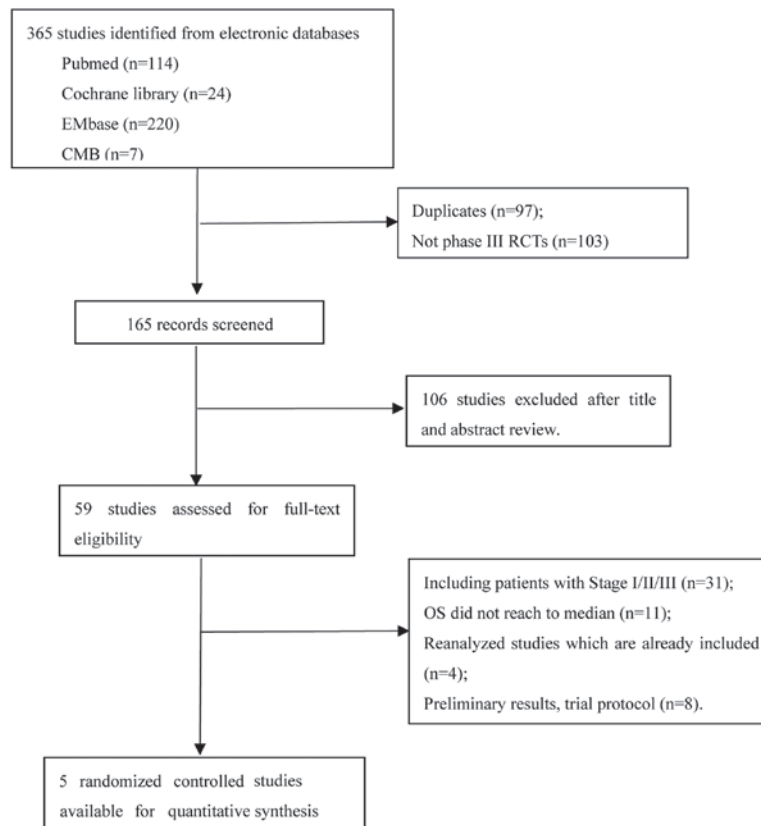 365 studies identified from electronic databases
Pubmed (n=114)
Cochrane library (n=24)
EMbase (n=220)
CMB (n=7)
Duplicates (n=97);
Not phase III RCTs (n=103)
165 records screened
106 studies excluded after title
and abstract review.
59 studies assessed for full-text
eligibility
Including patients with Stage I/II/III (n=31);
OS did not reach to median (n=11);
Reanalyzed studies which are already included
(n=4);
Preliminary results, trial protocol (n=8).
5 randomized controlled studies
available for quantitative synthesis